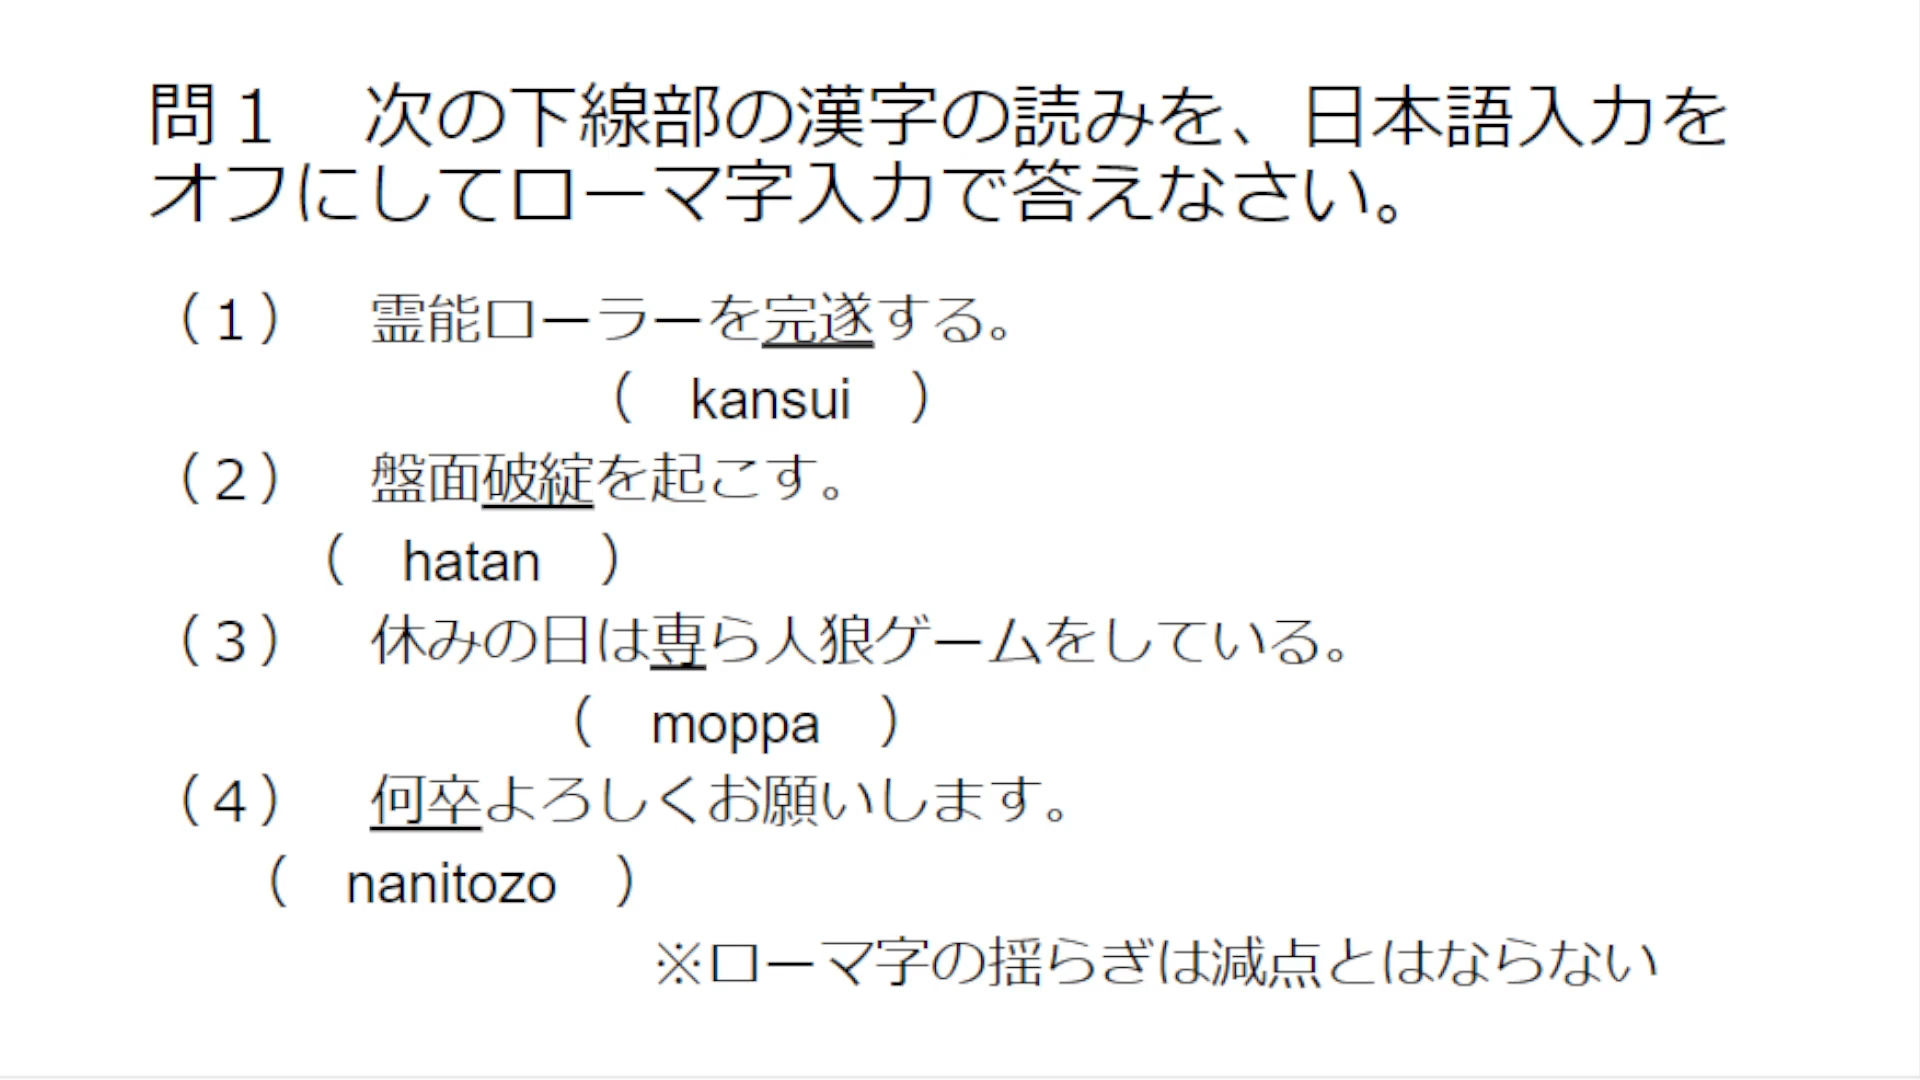 問１　次の下線部の漢字の読みを、日本語入力を
オフにしてローマ字入力で答えなさい。
（１）　霊能ローラーを完遂する。
（　kansui　）
（２）　盤面破綻を起こす。
（　hatan　）
（３）　休みの日は専ら人狼ゲームをしている。
（　moppa　）
（４）　何卒よろしくお願いします。
（　nanitozo　）
※ローマ字の揺らぎは減点とはならない